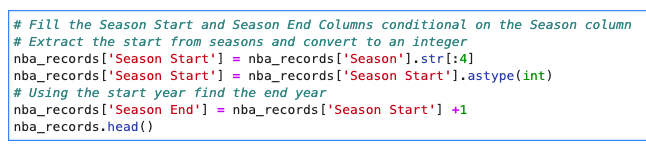 # Fill the Season Start and Season End Columns conditional on the Season column
# Extract the start from seasons and convert to an integer
nba_records['Season Start'] = nba_records['Season'].str[:4]
nba_records['Season Start'] = nba_records['Season Start'].astype(int)
# Using the start year find the end year
nba_records['Season End'] = nba_records['Season Start'] +1
nba_records.head()